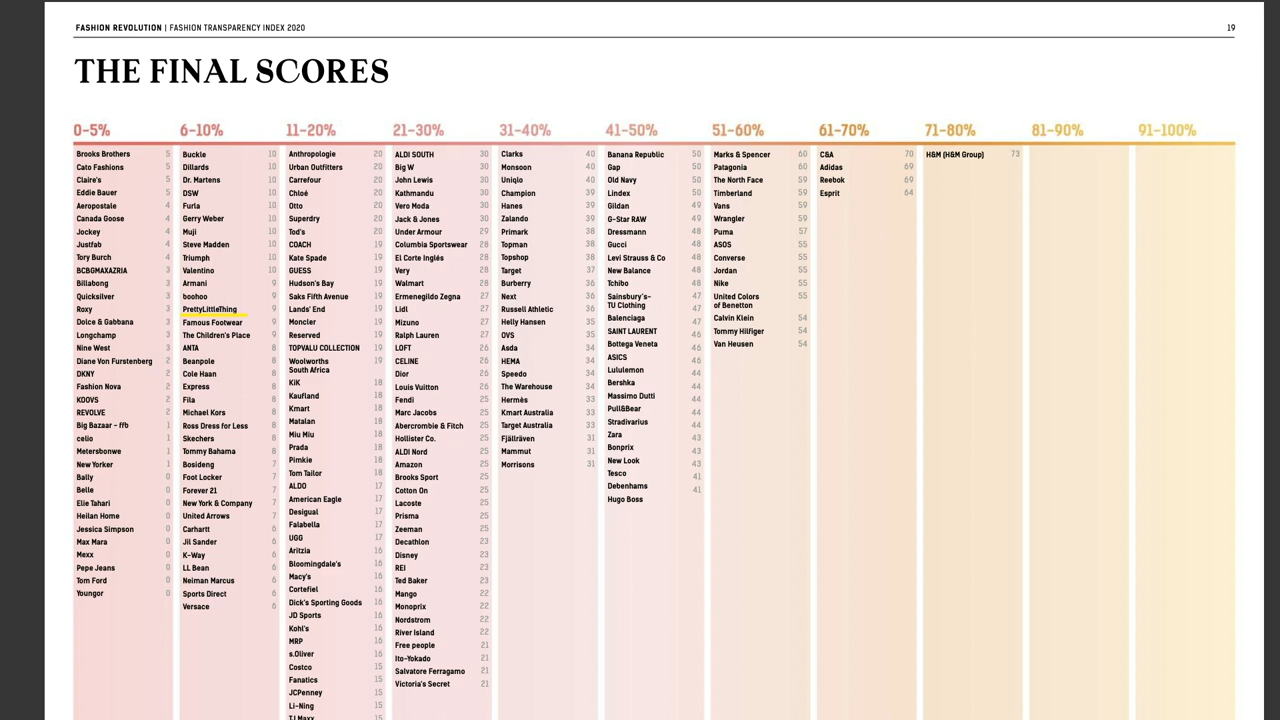 FASHION REVOLUTION | FASHION TRANSPARENCY INDEX 2020
19
THE FINAL SCORES
0-5%
Brooks Brothers 5
Cato Fashions 5
Claire's 5
Eddie Bauer 5
Aeropostale 4
Canada Goose 4
Jockey 4
Justfab 4
Tory Burch 4
BCBGMAXAZRIA 3
Billabong 3
Quicksilver 3
Roxy 3
Dolce & Gabbana 3
Longchamp 3
Nine West 3
Diane Von Furstenberg 2
DKNY 2
Fashion Nova 2
KOOVS 2
REVOLVE 2
Big Bazaar - ffb 1
celio 1
Metersbonwe 1
New Yorker 1
Bally 0
Belle 0
Elie Tahari 0
Heilan Home 0
Jessica Simpson 0
Max Mara 0
Mexx 0
Pepe Jeans 0
Tom Ford 0
Youngor 0
6-10%
Buckle 10
Dillards 10
Dr. Martens 10
DSW 10
Furla 10
Gerry Weber 10
Muji 10
Steve Madden 10
Triumph 10
Valentino 10
Armani 9
boohoo 9
PrettyLittleThing 9
Famous Footwear 9
The Children's Place 9
ANTA 8
Beanpole 8
Cole Haan 8
Express 8
Fila 8
Michael Kors 8
Ross Dress for Less 8
Skechers 8
Tommy Bahama 8
Bosideng 7
Foot Locker 7
Forever 21 7
New York & Company 7
United Arrows 7
Carhartt 6
Jil Sander 6
K-Way 6
LL Bean 6
Neiman Marcus 6
Sports Direct 6
Versace 6
11-20%
Anthropologie 20
Urban Outfitters 20
Carrefour 20
Chloé 20
Otto 20
Superdry 20
Tod's 20
COACH 19
Kate Spade 19
GUESS 19
Hudson's Bay 19
Saks Fifth Avenue 19
Lands' End 19
Moncler 19
Reserved 19
TOPVALU COLLECTION 19
Woolworths 19
South Africa
KiK 18
Kaufland 18
Kmart 18
Matalan 18
Miu Miu 18
Prada 18
Pimkie 18
Tom Tailor 18
ALDO 17
American Eagle 17
Desigual 17
Falabella 17
UGG 17
Aritzia 16
Bloomingdale's 16
Macy's 16
Cortefiel 16
Dick's Sporting Goods 16
JD Sports 16
Kohl's 16
MRP 16
s.Oliver 16
Costco 15
Fanatics 15
JCPenney 15
Li-Ning 15
TJ Maxx 15
21-30%
ALDI SOUTH 30
Big W 30
John Lewis 30
Kathmandu 30
Vero Moda 30
Jack & Jones 30
Under Armour 29
Columbia Sportswear 28
El Corte Inglés 28
Very 28
Walmart 28
Ermenegildo Zegna 27
Lidl 27
Mizuno 27
Ralph Lauren 27
LOFT 27
CELINE 26
Dior 26
Louis Vuitton 26
Fendi 25
Marc Jacobs 25
Abercrombie & Fitch 25
Hollister Co. 25
ALDI Nord 25
Amazon 25
Brooks Sport 25
Cotton On 25
Lacoste 25
Prisma 25
Zeeman 25
Decathlon 23
Disney 23
REI 23
Ted Baker 23
Mango 22
Monoprix 22
Nordstrom 22
River Island 22
Free people 21
Ito-Yokado 21
Salvatore Ferragamo 21
Victoria's Secret 21
31-40%
Clarks 40
Monsoon 40
Uniqlo 40
Champion 39
Hanes 39
Zalando 39
Primark 38
Topman 38
Topshop 38
Target 37
Burberry 36
Next 36
Russell Athletic 36
Helly Hansen 35
OVS 35
Asda 34
HEMA 34
Speedo 34
The Warehouse 34
Hermès 33
Kmart Australia 33
Target Australia 33
Fjällräven 31
Mammut 31
Morrisons 31
41-50%
Banana Republic 50
Gap 50
Old Navy 50
Lindex 50
Gildan 49
G-Star RAW 49
Dressmann 48
Gucci 48
Levi Strauss & Co 48
New Balance 48
Tchibo 48
Sainsbury's- 47
TU Clothing 47
Balenciaga 47
SAINT LAURENT 46
Bottega Veneta 46
ASICS 46
Lululemon 44
Bershka 44
Massimo Dutti 44
Pull&Bear 44
Stradivarius 44
Zara 43
Bonprix 43
New Look 43
Tesco 41
Debenhams 41
Hugo Boss
51-60%
Marks & Spencer 60
Patagonia 60
The North Face 59
Timberland 59
Vans 59
Wrangler 59
Puma 57
ASOS 55
Converse 55
Jordan 55
Nike 55
United Colors 55
of Benetton
Calvin Klein 54
Tommy Hilfiger 54
Van Heusen 54
61-70%
C&A 70
Adidas 69
Reebok 69
Esprit 64
71-80%
H&M (H&M Group) 73
81-90%
91-100%